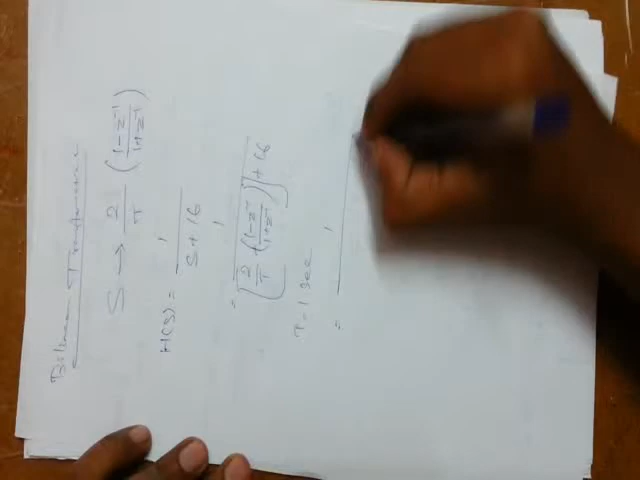 Bilinear Transformation
S → 2/T (1-z⁻¹/1+z⁻¹)
H(S) = 1/S+16
= 1/[2/T (1-z⁻¹/1+z⁻¹)]+16
T=1 sec
= 1